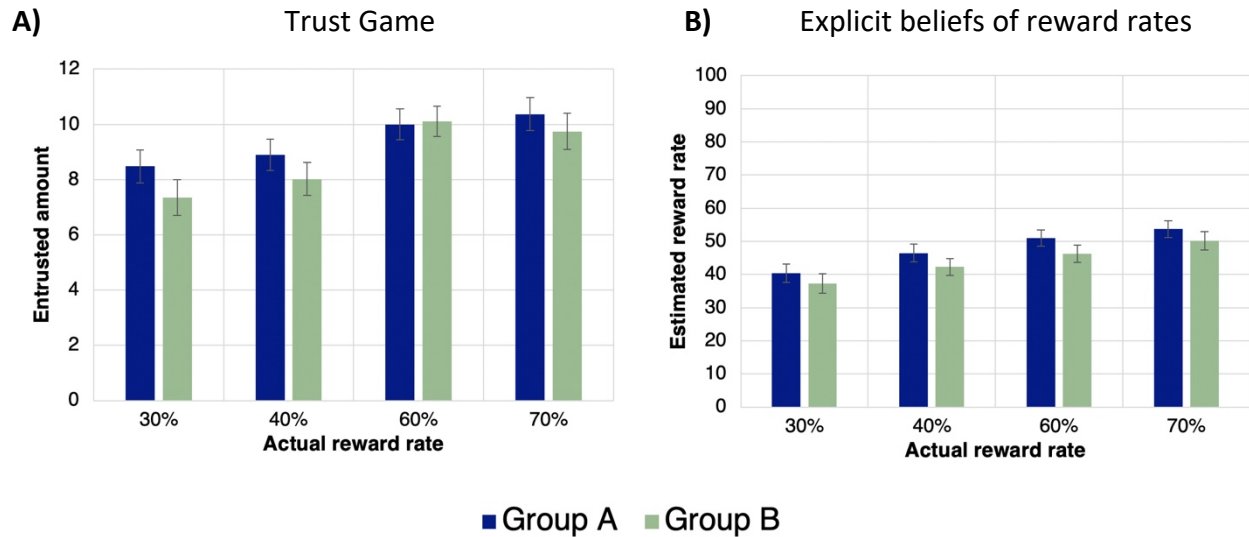 A) Trust Game
12
10
8
6
4
2
0
Entrusted amount
30% 40% 60% 70%
Actual reward rate
B) Explicit beliefs of reward rates
100
90
80
70
60
50
40
30
20
10
0
Estimated reward rate
30% 40% 60% 70%
Actual reward rate
Group A Group B